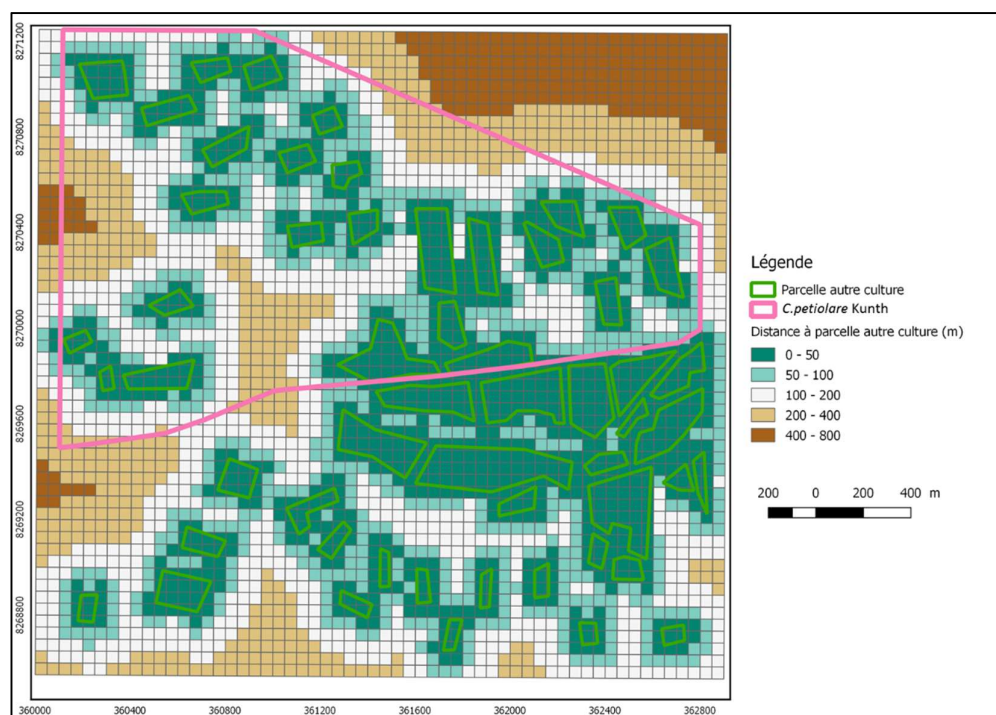 8271200
8270800
8270400
8270000
8269600
8269200
8268800
360000
360400
360800
361200
361600
362000
362400
362800
Légende
Parcelle autre culture
C.petiolare Kunth
Distance à parcelle autre culture (m)
0 - 50
50 - 100
100 - 200
200 - 400
400 - 800
200 0 200 400 m